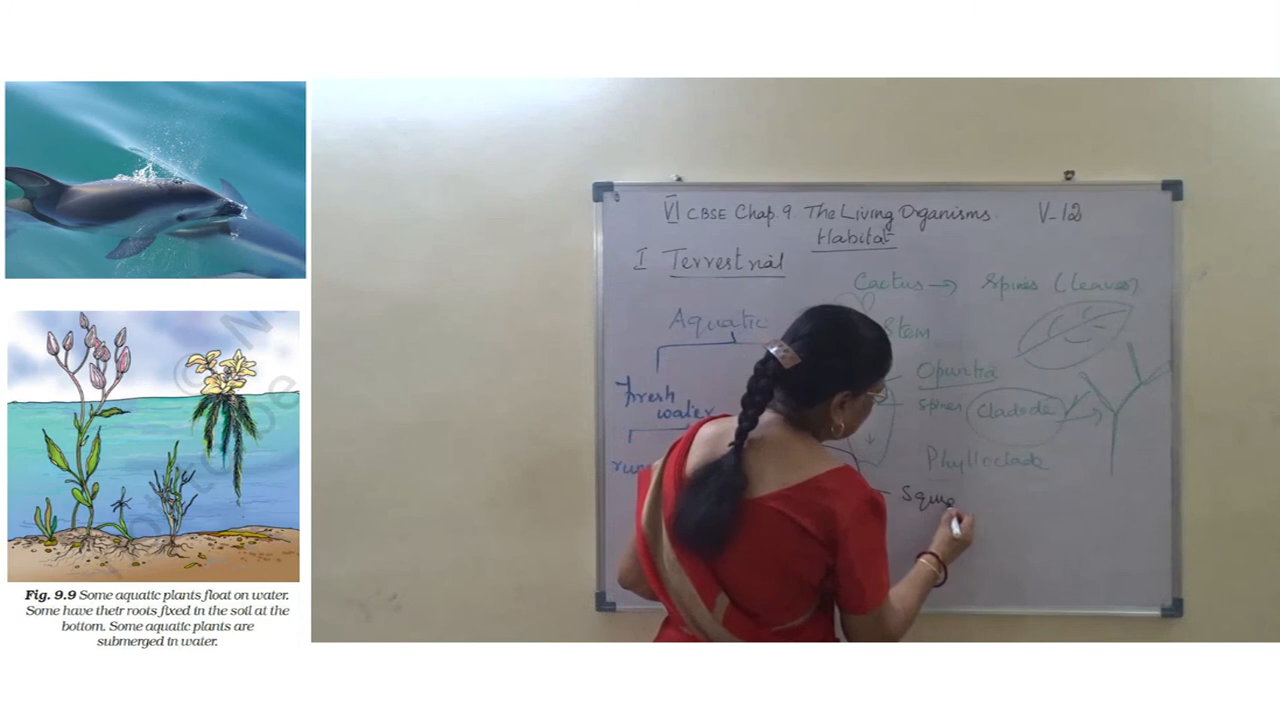 VI CBSE Chap. 9. The Living Organisms. V-12
Habitat
I Terrestrial
Cactus → Spines (leaves)
Aquatic
Stem
Opuntia
fresh water
spines Cladode
Phylloclade
Fig. 9.9 Some aquatic plants float on water.
Some have their roots fixed in the soil at the
bottom. Some aquatic plants are
submerged in water.